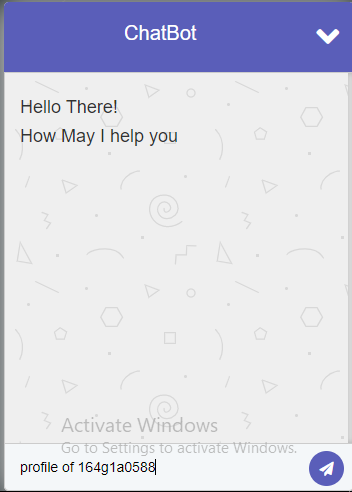 ChatBot
Hello There!
How May I help you
Activate Windows
Go to Settings to activate Windows.
profile of 164g1a0588